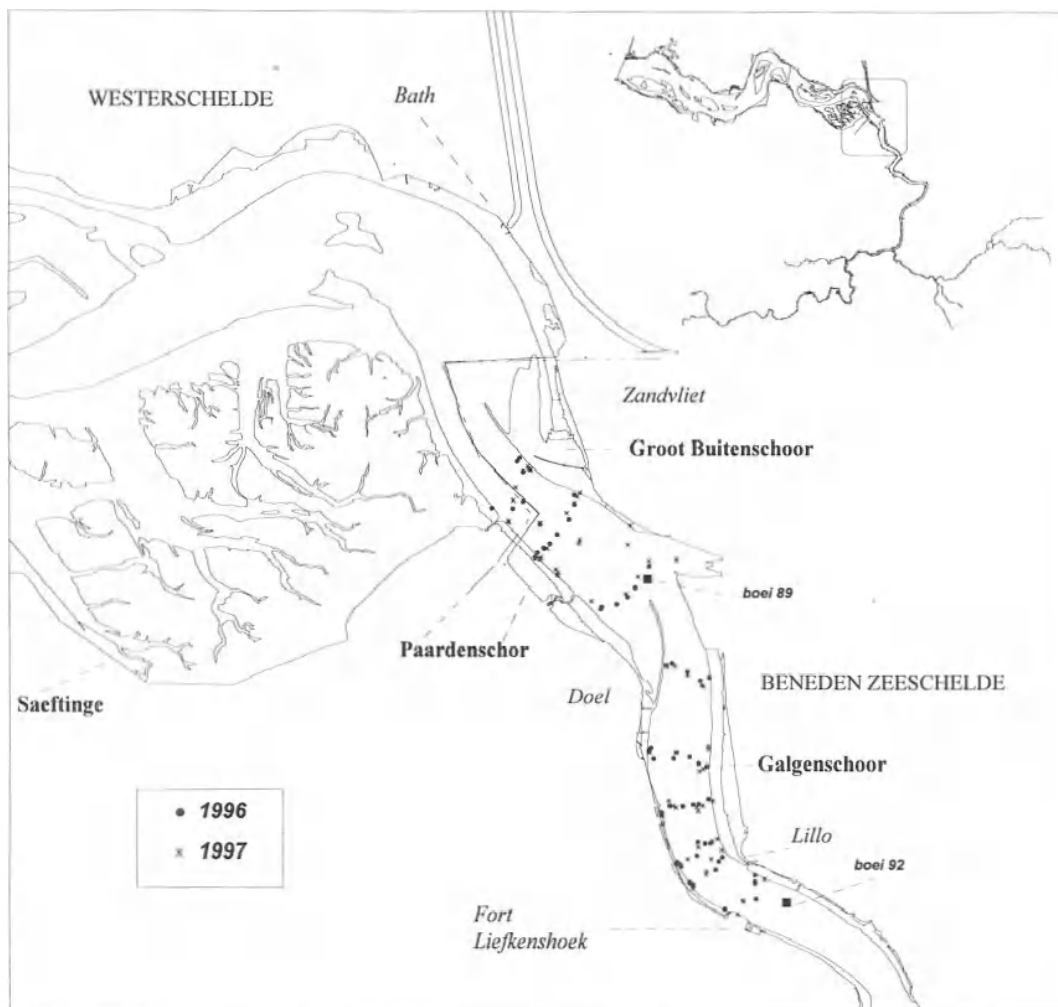 WESTERSCHELDE
Bath
Zandvliet
Groot Buitenschoor
boei 89
Paardenschor
Saeftinge
Doel
BENEDEN ZEESCHELDE
Galgenschoor
1996
1997
Lillo
boei 92
Fort
Liefkenshoek